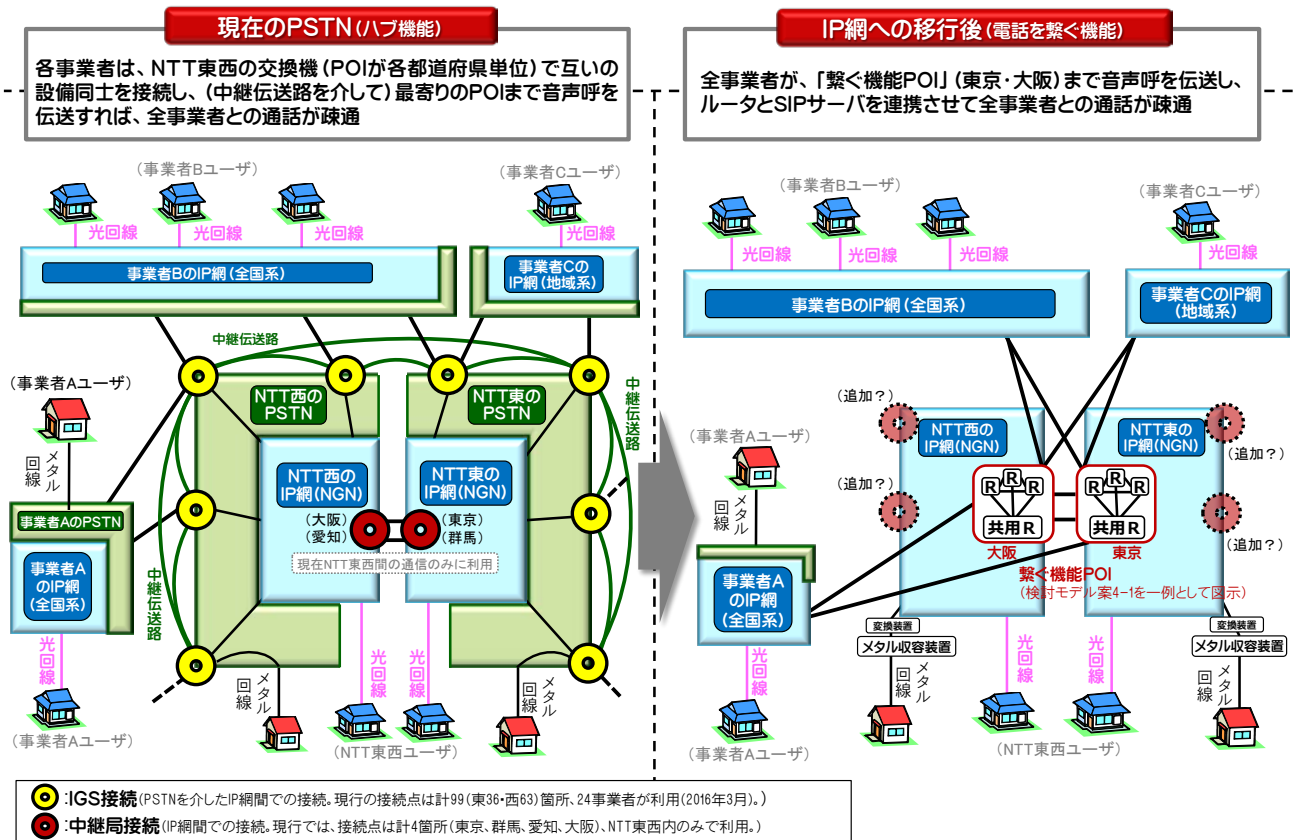 現在のPSTN(ハブ機能)
各事業者は、NTT東西の交換機(POIが各都道府県単位)で互いの
設備同士を接続し、(中継伝送路を介して)最寄りのPOIまで音声呼を
伝送すれば、全事業者との通話が疎通
(事業者Bユーザ)
(事業者Cユーザ)
光回線
光回線
光回線
光回線
事業者BのIP網(全国系)
事業者Cの
IP網(地域系)
中継伝送路
(事業者Aユーザ)
NTT西の
PSTN
NTT東の
PSTN
中継伝送路
メタル
回線
NTT西の
IP網(NGN)
NTT東の
IP網(NGN)
事業者AのPSTN
(大阪)
(愛知)
(東京)
(群馬)
現在NTT東西間の通信のみに利用
事業者A
のIP網
(全国系)
中継伝送路
光回線
メタル
回線
光回線
光回線
メタル
回線
(事業者Aユーザ)
(NTT東西ユーザ)
IP網への移行後(電話を繋ぐ機能)
全事業者が、「繋ぐ機能POI」(東京・大阪)まで音声呼を伝送し、
ルータとSIPサーバを連携させて全事業者との通話が疎通
(事業者Bユーザ)
(事業者Cユーザ)
光回線
光回線
光回線
光回線
事業者BのIP網(全国系)
事業者CのIP網
(地域系)
(追加?)
NTT西の
IP網(NGN)
NTT東の
IP網(NGN)
(追加?)
(事業者Aユーザ)
(追加?)
R R R
共用R
R R R
共用R
(追加?)
メタル
回線
大阪
東京
繋ぐ機能POI
(検討モデル案4-1を一例として図示)
事業者A
のIP網
(全国系)
変換装置
メタル収容装置
変換装置
メタル収容装置
光回線
メタル
回線
光回線
光回線
メタル
回線
(事業者Aユーザ)
(NTT東西ユーザ)
:IGS接続(PSTNを介したIP網間での接続。現行の接続点は計99(東36・西63)箇所、24事業者が利用(2016年3月)。)
:中継局接続(IP網間での接続。現行では、接続点は計4箇所(東京、群馬、愛知、大阪)、NTT東西内のみで利用。)